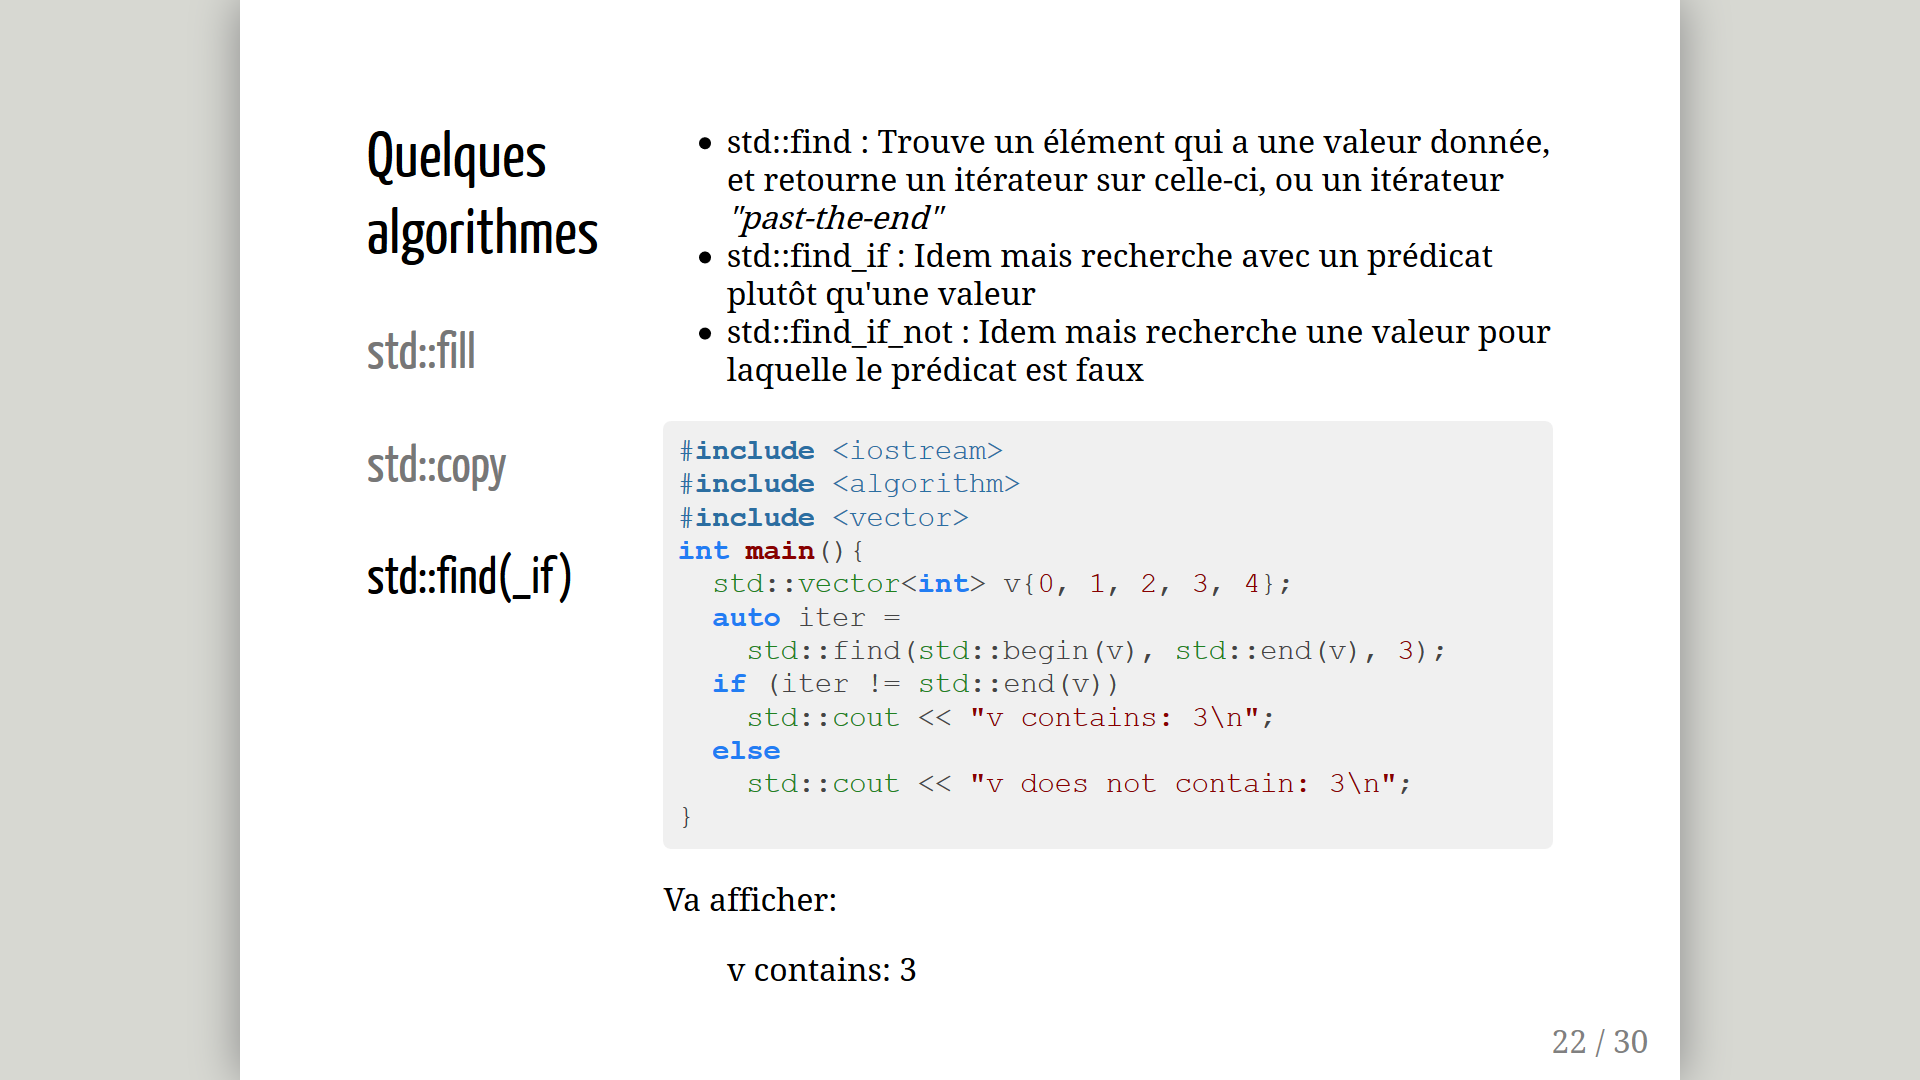 Quelques
algorithmes
std::fill
std::copy
std::find(_if)
• std::find : Trouve un élément qui a une valeur donnée,
et retourne un itérateur sur celle-ci, ou un itérateur
"past-the-end"
• std::find_if : Idem mais recherche avec un prédicat
plutôt qu'une valeur
• std::find_if_not : Idem mais recherche une valeur pour
laquelle le prédicat est faux
#include <iostream>
#include <algorithm>
#include <vector>
int main(){
  std::vector<int> v{0, 1, 2, 3, 4};
  auto iter =
    std::find(std::begin(v), std::end(v), 3);
  if (iter != std::end(v))
    std::cout << "v contains: 3\n";
  else
    std::cout << "v does not contain: 3\n";
}
Va afficher:
v contains: 3
22 / 30